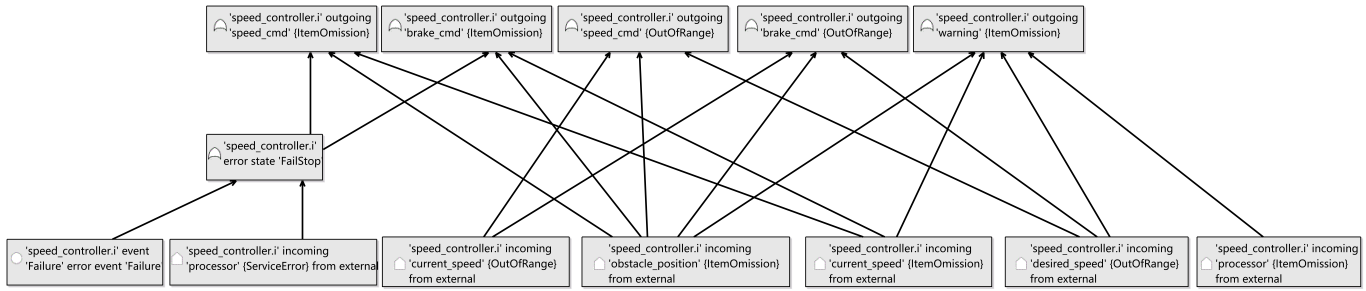 'speed_controller.i' outgoing
'speed_cmd' {ItemOmission}
'speed_controller.i' outgoing
'brake_cmd' {ItemOmission}
'speed_controller.i' outgoing
'speed_cmd' {OutOfRange}
'speed_controller.i' outgoing
'brake_cmd' {OutOfRange}
'speed_controller.i' outgoing
'warning' {ItemOmission}
'speed_controller.i'
error state 'FailStop'
'speed_controller.i' event
'Failure' error event 'Failure
'speed_controller.i' incoming
'processor' {ServiceError} from external
'speed_controller.i' incoming
'current_speed' {OutOfRange}
from external
'speed_controller.i' incoming
'obstacle_position' {ItemOmission}
from external
'speed_controller.i' incoming
'current_speed' {ItemOmission}
from external
'speed_controller.i' incoming
'desired_speed' {OutOfRange}
from external
'speed_controller.i' incoming
'processor' {ItemOmission}
from external